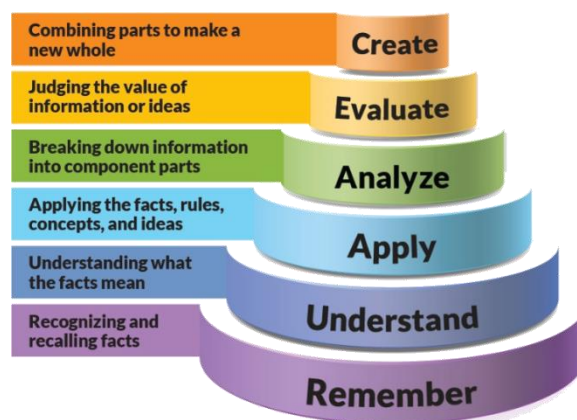 Combining parts to make a
new whole
Create
Judging the value of
information or ideas
Evaluate
Breaking down information
into component parts
Analyze
Applying the facts, rules,
concepts, and ideas
Apply
Understanding what
the facts mean
Understand
Recognizing and
recalling facts
Remember